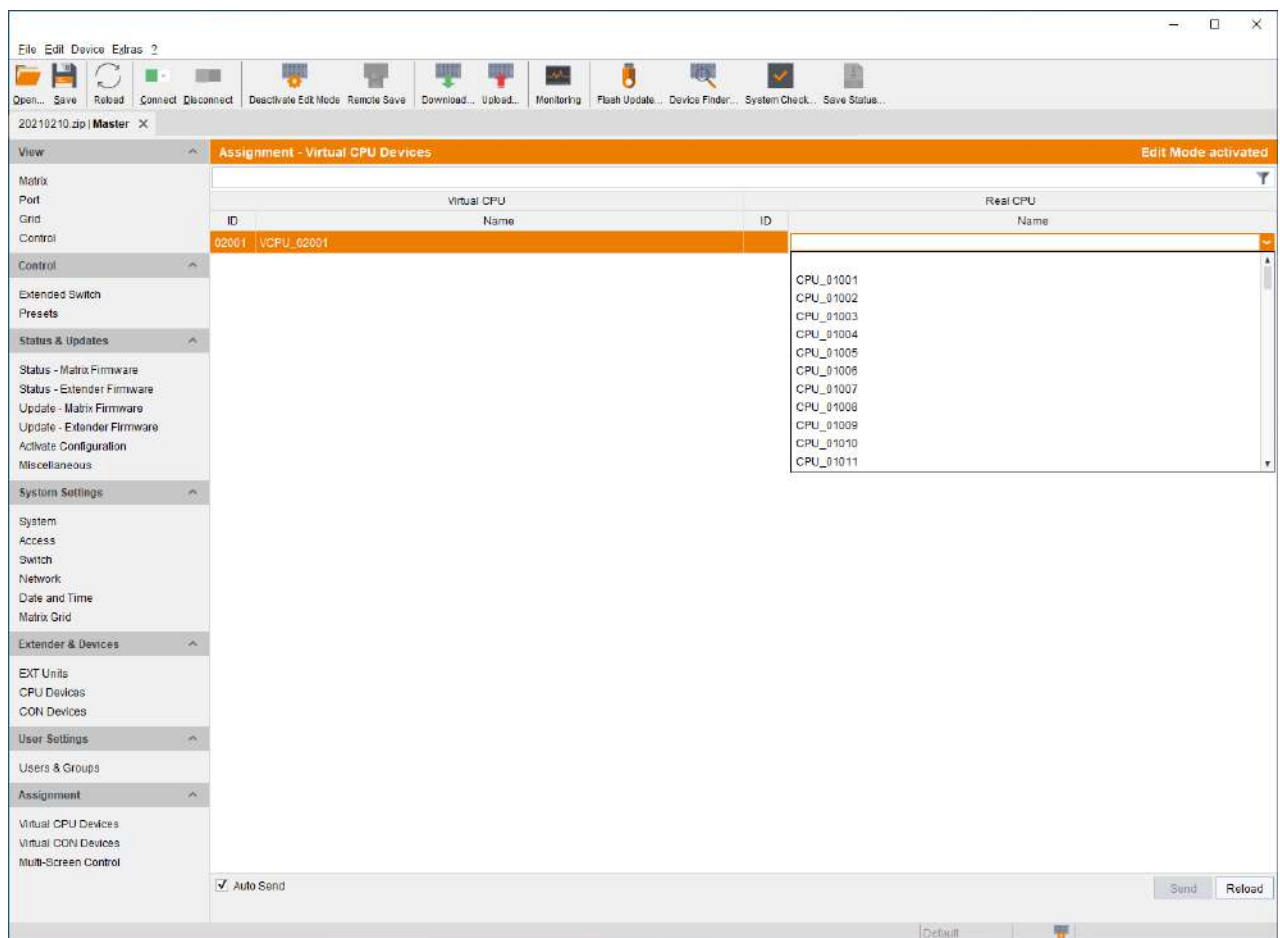 File Edit Device Extras ?
Open... Save Reload Connect Disconnect Deactivate Edit Mode Remote Save Download... Upload... Monitoring Flash Update... Device Finder... System Check... Save Status...
20210210.zip | Master
View
Assignment - Virtual CPU Devices Edit Mode activated
Matrix
Port
Grid
Control
Virtual CPU Real CPU
ID Name ID Name
02001 VCPU_02001
CPU_01001
CPU_01002
CPU_01003
CPU_01004
CPU_01005
CPU_01006
CPU_01007
CPU_01008
CPU_01009
CPU_01010
CPU_01011
Control
Extended Switch
Presets
Status & Updates
Status - Matrix Firmware
Status - Extender Firmware
Update - Matrix Firmware
Update - Extender Firmware
Activate Configuration
Miscellaneous
System Settings
System
Access
Switch
Network
Date and Time
Matrix Grid
Extender & Devices
EXT Units
CPU Devices
CON Devices
User Settings
Users & Groups
Assignment
Virtual CPU Devices
Virtual CON Devices
Multi-Screen Control
Auto Send Send Reload
Default